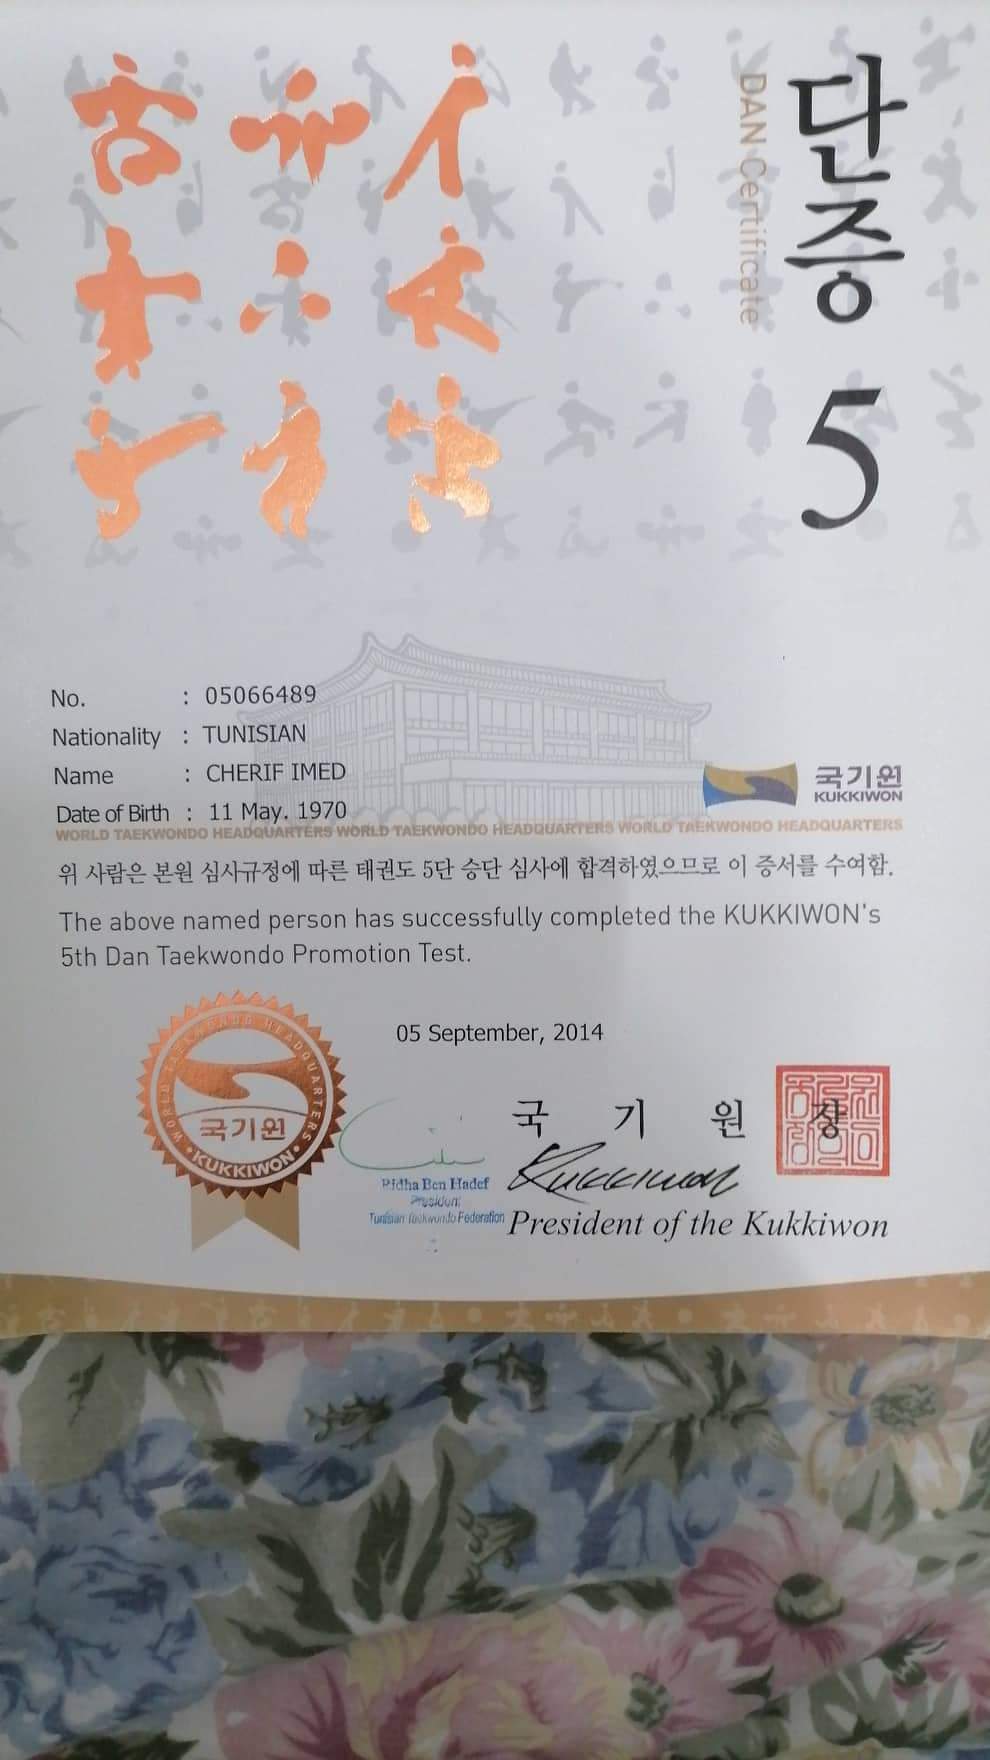 단증
DAN Certificate
5
No. : 05066489
Nationality : TUNISIAN
Name : CHERIF IMED
Date of Birth : 11 May. 1970
국기원
KUKKIWON
WORLD TAEKWONDO HEADQUARTERS WORLD TAEKWONDO HEADQUARTERS WORLD TAEKWONDO HEADQUARTERS
위 사람은 본원 심사규정에 따른 태권도 5단 승단 심사에 합격하였으므로 이 증서를 수여함.
The above named person has successfully completed the KUKKIWON's
5th Dan Taekwondo Promotion Test.
05 September, 2014
WORLD TAEKWONDO HEADQUARTERS
국기원
KUKKIWON
국 기 원 장
Kukkiwon
President of the Kukkiwon
Ridha Ben Hadef
President
Tunisian Taekwondo Federation